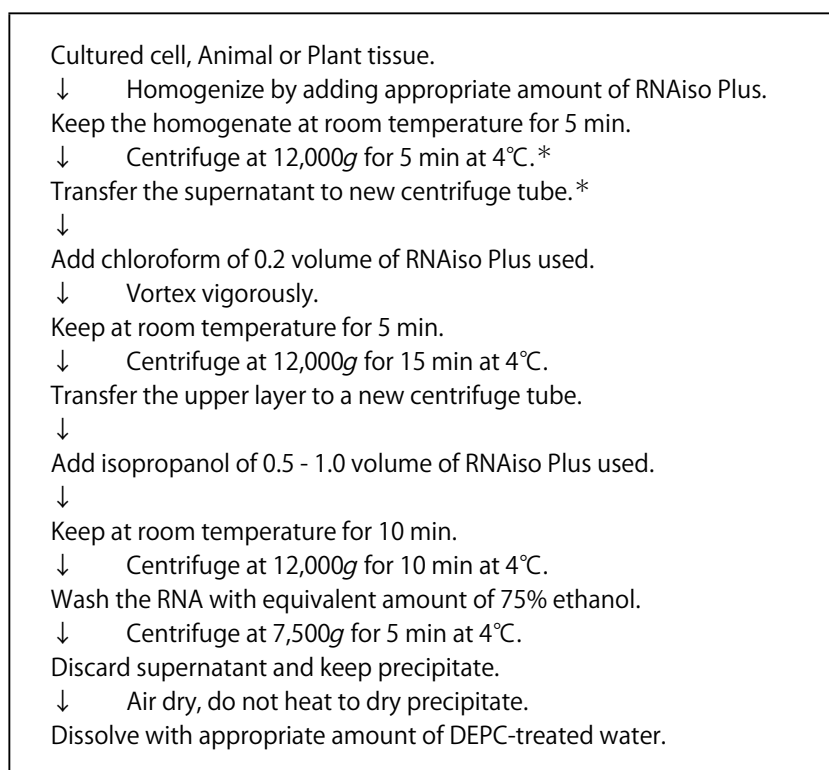 Cultured cell, Animal or Plant tissue.
↓ Homogenize by adding appropriate amount of RNAiso Plus.
Keep the homogenate at room temperature for 5 min.
↓ Centrifuge at 12,000g for 5 min at 4℃.*
Transfer the supernatant to new centrifuge tube.*
↓
Add chloroform of 0.2 volume of RNAiso Plus used.
↓ Vortex vigorously.
Keep at room temperature for 5 min.
↓ Centrifuge at 12,000g for 15 min at 4℃.
Transfer the upper layer to a new centrifuge tube.
↓
Add isopropanol of 0.5 - 1.0 volume of RNAiso Plus used.
↓
Keep at room temperature for 10 min.
↓ Centrifuge at 12,000g for 10 min at 4℃.
Wash the RNA with equivalent amount of 75% ethanol.
↓ Centrifuge at 7,500g for 5 min at 4℃.
Discard supernatant and keep precipitate.
↓ Air dry, do not heat to dry precipitate.
Dissolve with appropriate amount of DEPC-treated water.